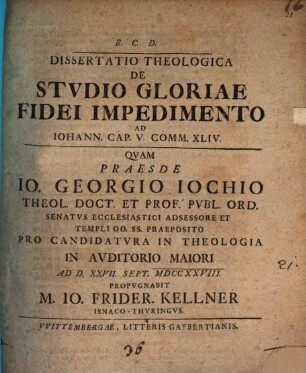 B. C. D.
DISSERTATIO THEOLOGICA
DE
STVDIO GLORIAE
FIDEI IMPEDIMENTO
AD
IOHANN. CAP. V. COMM. XLIV.
QVAM
PRAESDE
IO. GEORGIO IOCHIO
THEOL. DOCT. ET PROF. PVBL. ORD.
SENATVS ECCLESIASTICI ADSESSORE ET
TEMPLI OO. SS. PRAEPOSITO
PRO CANDIDATVRA IN THEOLOGIA
IN AVDITORIO MAIORI
AD D. XXVII. SEPT. MDCCXXVIII.
PROPVGNABIT
M. IO. FRIDER. KELLNER
ISNACO-THVRINGVS.
VVITTEMBERGAE, LITTERIS GAEBERTIANIS.
36